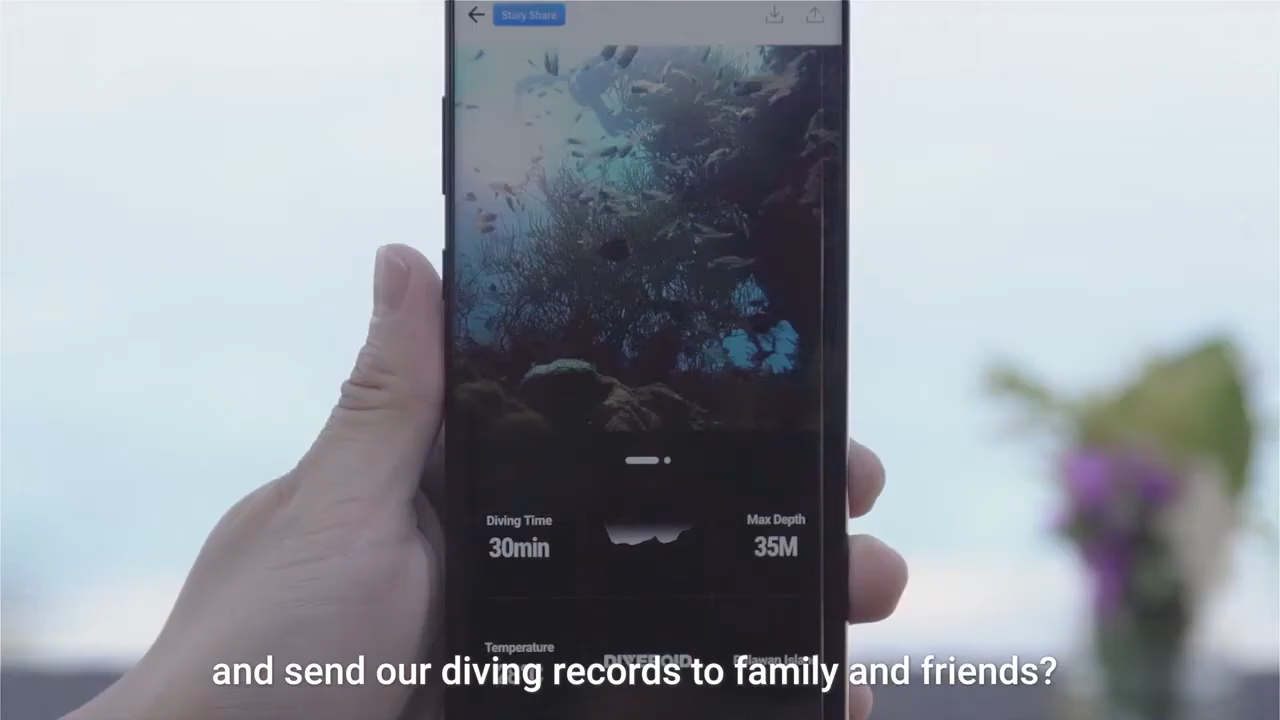 Story Share
Diving Time
30min
Max Depth
35M
Temperature
and send our diving records to family and friends?